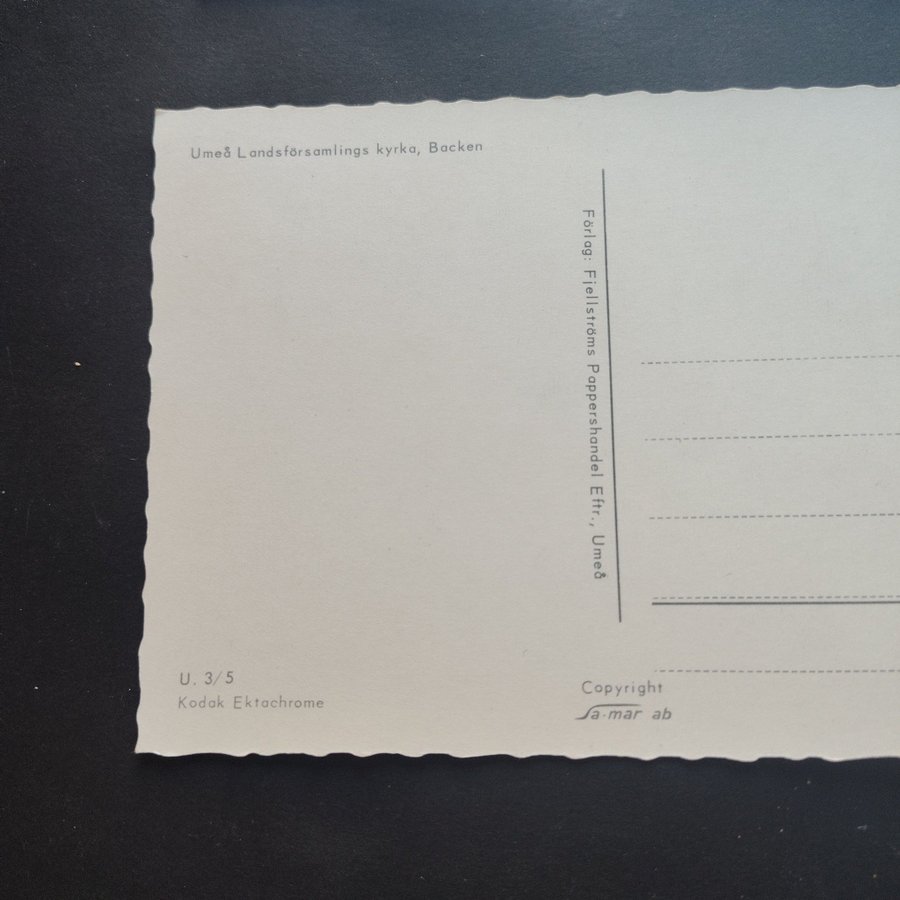 Umeå Landsförsamlings kyrka, Backen
Förlag: Fjellströms Pappershandel Eftr., Umeå
U. 3/5
Kodak Ektachrome
Copyright
Sa-mar ab